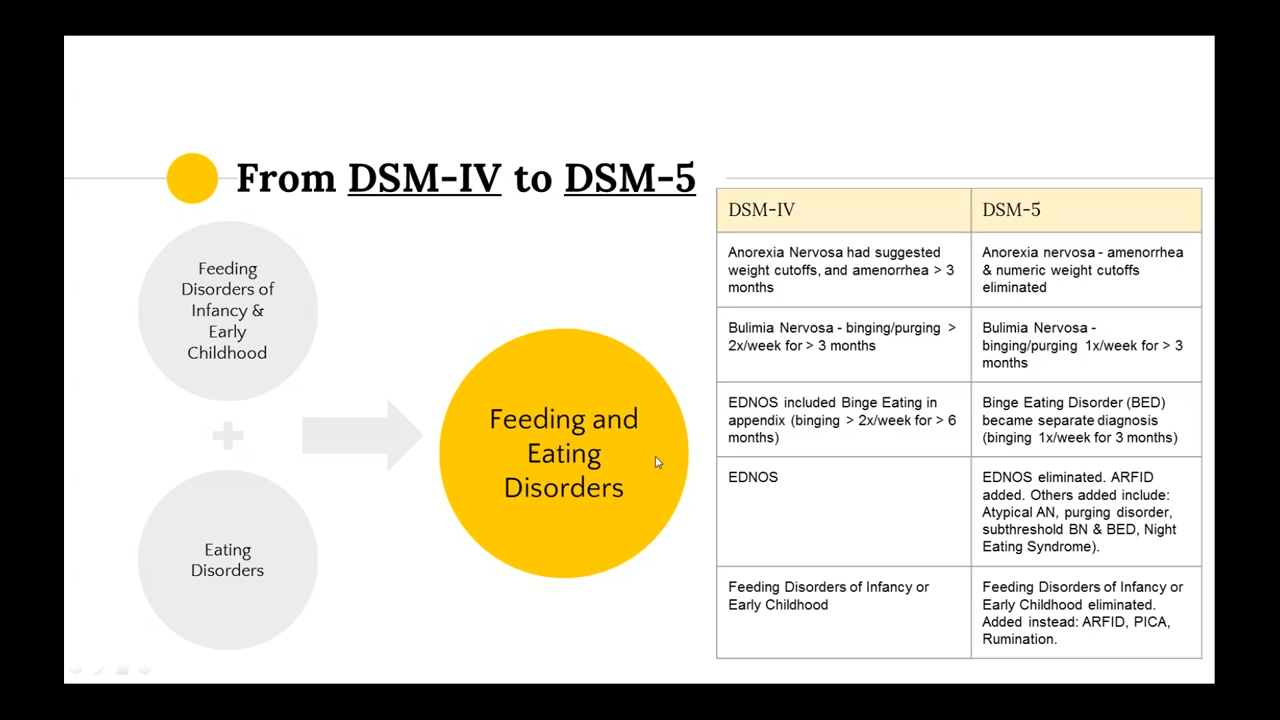 From DSM-IV to DSM-5
Feeding
Disorders of
Infancy &
Early
Childhood
Eating
Disorders
Feeding and
Eating
Disorders
DSM-IV
DSM-5
Anorexia Nervosa had suggested
weight cutoffs, and amenorrhea > 3
months
Anorexia nervosa - amenorrhea
& numeric weight cutoffs
eliminated
Bulimia Nervosa - binging/purging >
2x/week for > 3 months
Bulimia Nervosa -
binging/purging 1x/week for > 3
months
EDNOS included Binge Eating in
appendix (binging > 2x/week for > 6
months)
Binge Eating Disorder (BED)
became separate diagnosis
(binging 1x/week for 3 months)
EDNOS
EDNOS eliminated. ARFID
added. Others added include:
Atypical AN, purging disorder,
subthreshold BN & BED, Night
Eating Syndrome).
Feeding Disorders of Infancy or
Early Childhood
Feeding Disorders of Infancy or
Early Childhood eliminated.
Added instead: ARFID, PICA,
Rumination.